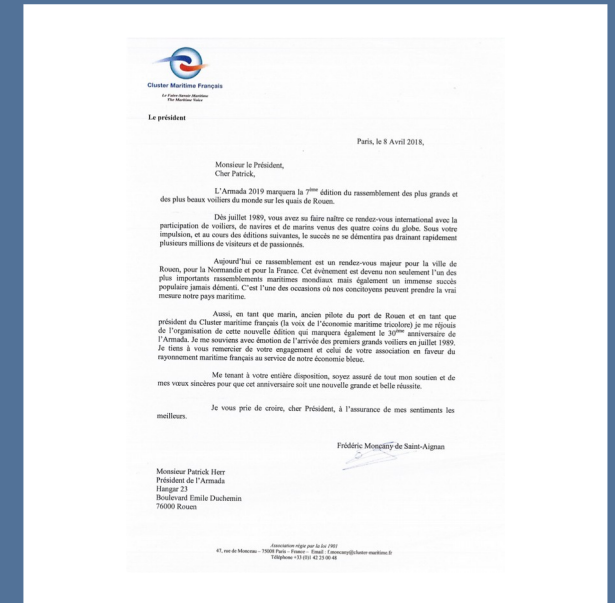 Cluster Maritime Français
Le Faire-Savoir Maritime
The Maritime Voice
Le président
Paris, le 8 Avril 2018,
Monsieur le Président,
Cher Patrick,
L'Armada 2019 marquera la 7ème édition du rassemblement des plus grands et
des plus beaux voiliers du monde sur les quais de Rouen.
Dès juillet 1989, vous avez su faire naître ce rendez-vous international avec la
participation de voiliers, de navires et de marins venus des quatre coins du globe. Sous votre
impulsion, et au cours des éditions suivantes, le succès ne se démentira pas drainant rapidement
plusieurs millions de visiteurs et de passionnés.
Aujourd'hui ce rassemblement est un rendez-vous majeur pour la ville de
Rouen, pour la Normandie et pour la France. Cet évènement est devenu non seulement l'un des
plus importants rassemblements maritimes mondiaux mais également un immense succès
populaire jamais démenti. C'est l'une des occasions où nos concitoyens peuvent prendre la vrai
mesure notre pays maritime.
Aussi, en tant que marin, ancien pilote du port de Rouen et en tant que
président du Cluster maritime français (la voix de l'économie maritime tricolore) je me réjouis
de l'organisation de cette nouvelle édition qui marquera également le 30ème anniversaire de
l'Armada. Je me souviens avec émotion de l'arrivée des premiers grands voiliers en juillet 1989.
Je tiens à vous remercier de votre engagement et celui de votre association en faveur du
rayonnement maritime français au service de notre économie bleue.
Me tenant à votre entière disposition, soyez assuré de tout mon soutien et de
mes vœux sincères pour que cet anniversaire soit une nouvelle grande et belle réussite.
Je vous prie de croire, cher Président, à l'assurance de mes sentiments les
meilleurs.
Frédéric Moncany de Saint-Aignan
Monsieur Patrick Herr
Président de l'Armada
Hangar 23
Boulevard Emile Duchemin
76000 Rouen
Association régie par la loi 1901
47, rue de Monceau – 75008 Paris – France – Email : f.moncany@cluster-maritime.fr
Téléphone +33 (0)1 42 25 00 48